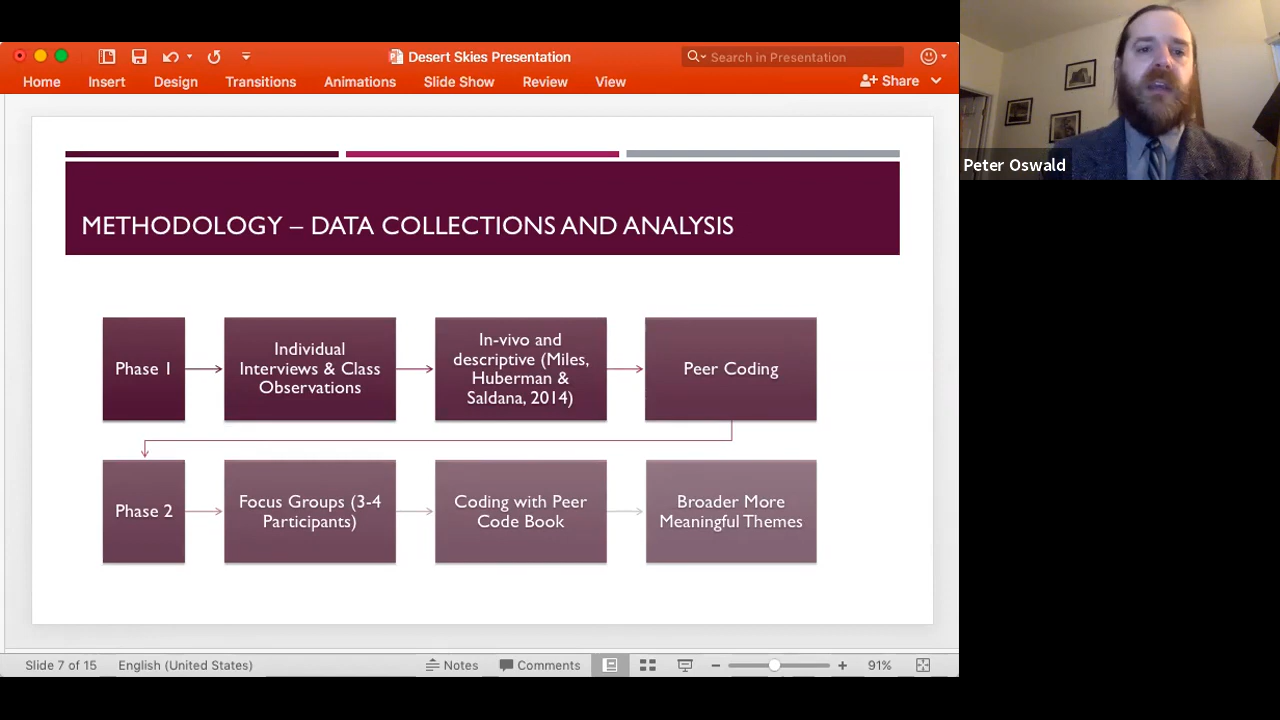 Desert Skies Presentation
Search in Presentation
Home Insert Design Transitions Animations Slide Show Review View Share
Peter Oswald
METHODOLOGY – DATA COLLECTIONS AND ANALYSIS
Phase 1
Individual
Interviews & Class
Observations
In-vivo and
descriptive (Miles,
Huberman &
Saldana, 2014)
Peer Coding
Phase 2
Focus Groups (3-4
Participants)
Coding with Peer
Code Book
Broader More
Meaningful Themes
Slide 7 of 15 English (United States) Notes Comments 91%